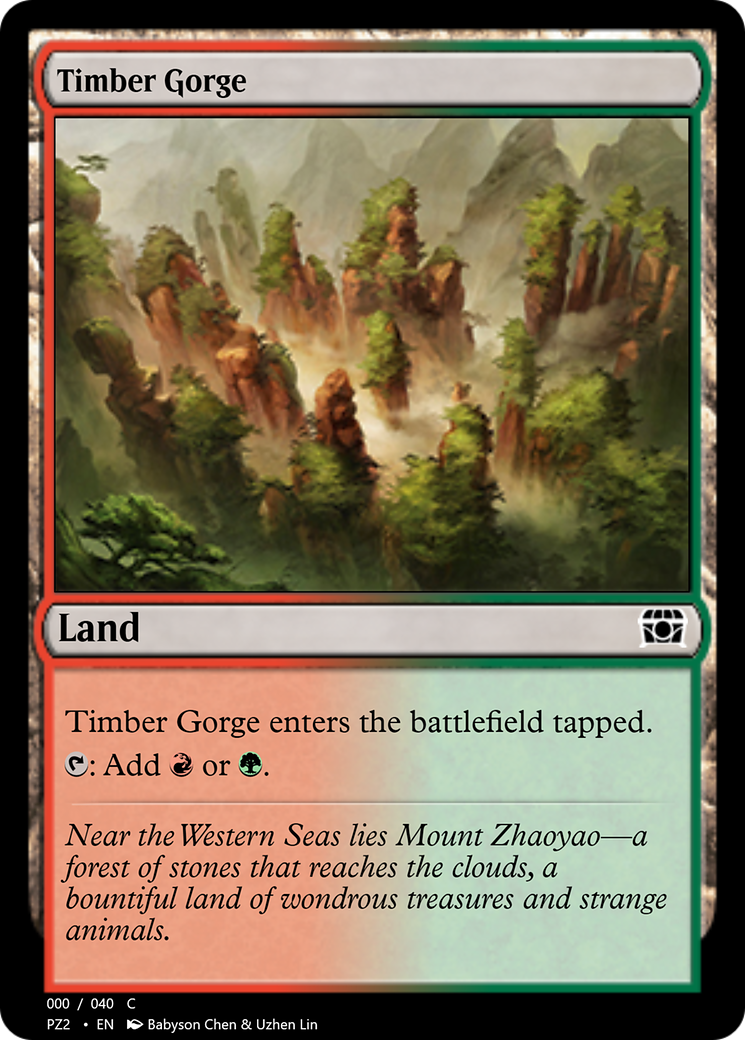 Timber Gorge
Land
Timber Gorge enters the battlefield tapped.
: Add or .
Near the Western Seas lies Mount Zhaoyao—a
forest of stones that reaches the clouds, a
bountiful land of wondrous treasures and strange
animals.
000 / 040 C
PZ2 • EN Babyson Chen & Uzhen Lin